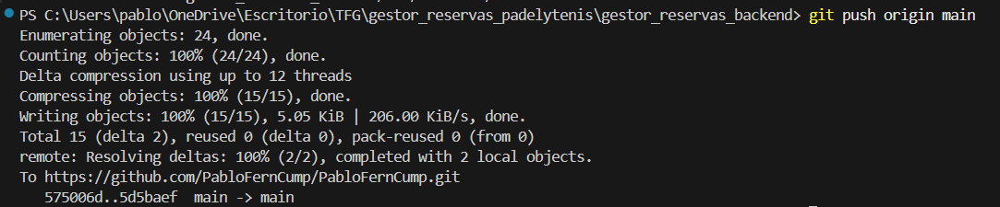 PS C:\Users\pablo\OneDrive\Escritorio\TFG\gestor_reservas_padelytenis\gestor_reservas_backend> git push origin main
Enumerating objects: 24, done.
Counting objects: 100% (24/24), done.
Delta compression using up to 12 threads
Compressing objects: 100% (15/15), done.
Writing objects: 100% (15/15), 5.05 KiB | 206.00 KiB/s, done.
Total 15 (delta 2), reused 0 (delta 0), pack-reused 0 (from 0)
remote: Resolving deltas: 100% (2/2), completed with 2 local objects.
To https://github.com/PabloFernCump/PabloFernCump.git
   575006d..5d5baef  main -> main